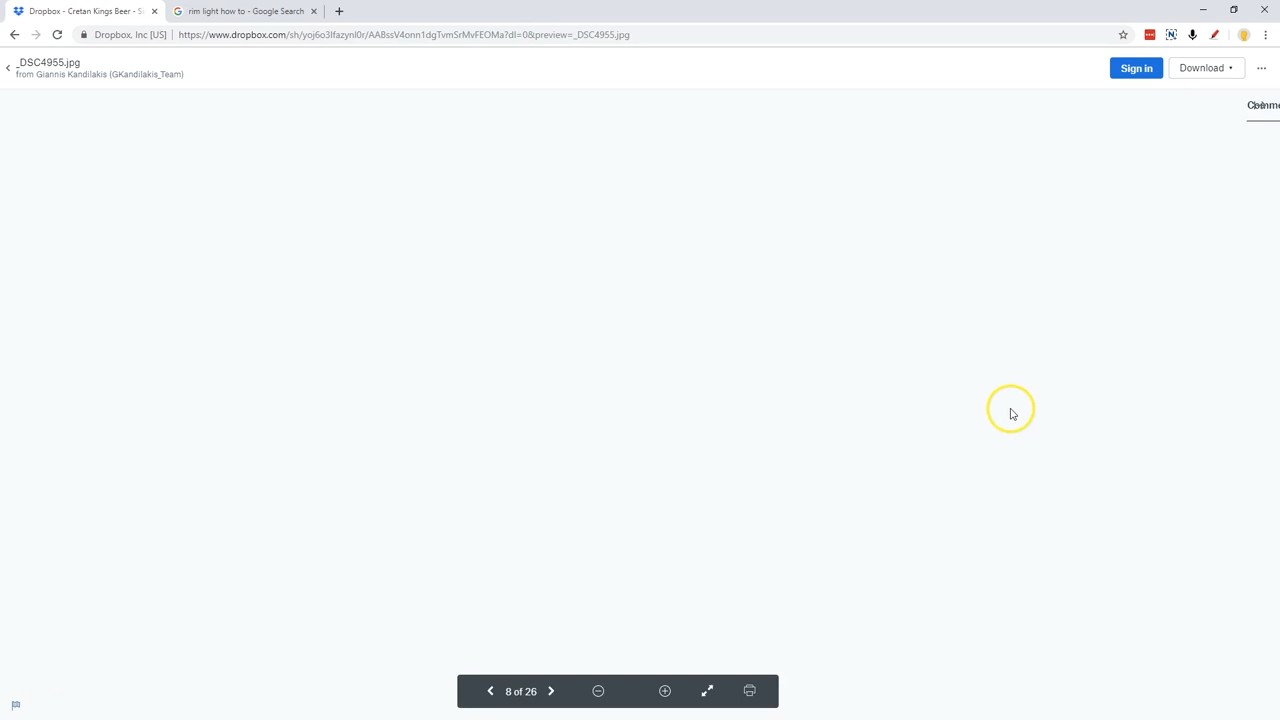 Dropbox - Cretan Kings Beer - Si
rim light how to - Google Search
Dropbox, Inc [US]
https://www.dropbox.com/sh/yoj6o3lfazynl0r/AABssV4onn1dgTvmSrMvFEOMa?dl=0&preview=_DSC4955.jpg
_DSC4955.jpg
from Giannis Kandilakis (GKandilakis_Team)
Sign in
Download
8 of 26